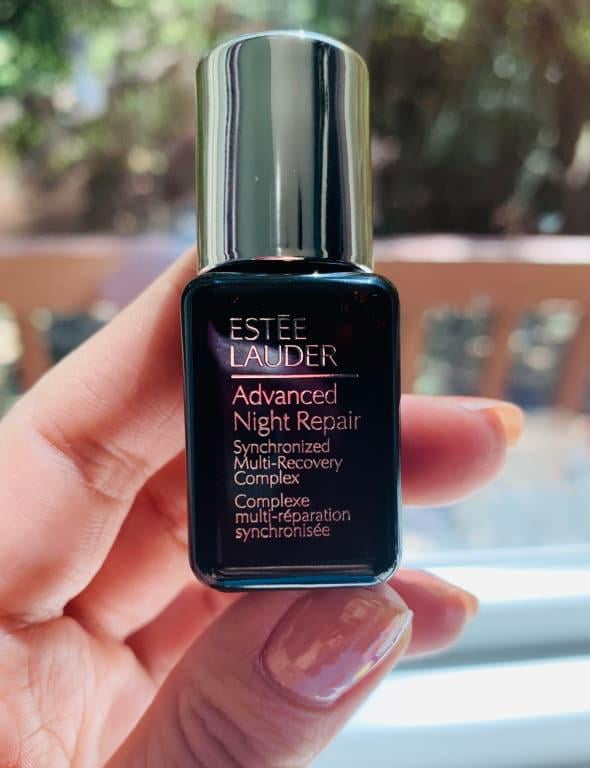 ESTĒE
LAUDER
Advanced
Night Repair
Synchronized
Multi-Recovery
Complex
Complexe
multi-réparation
synchronisée